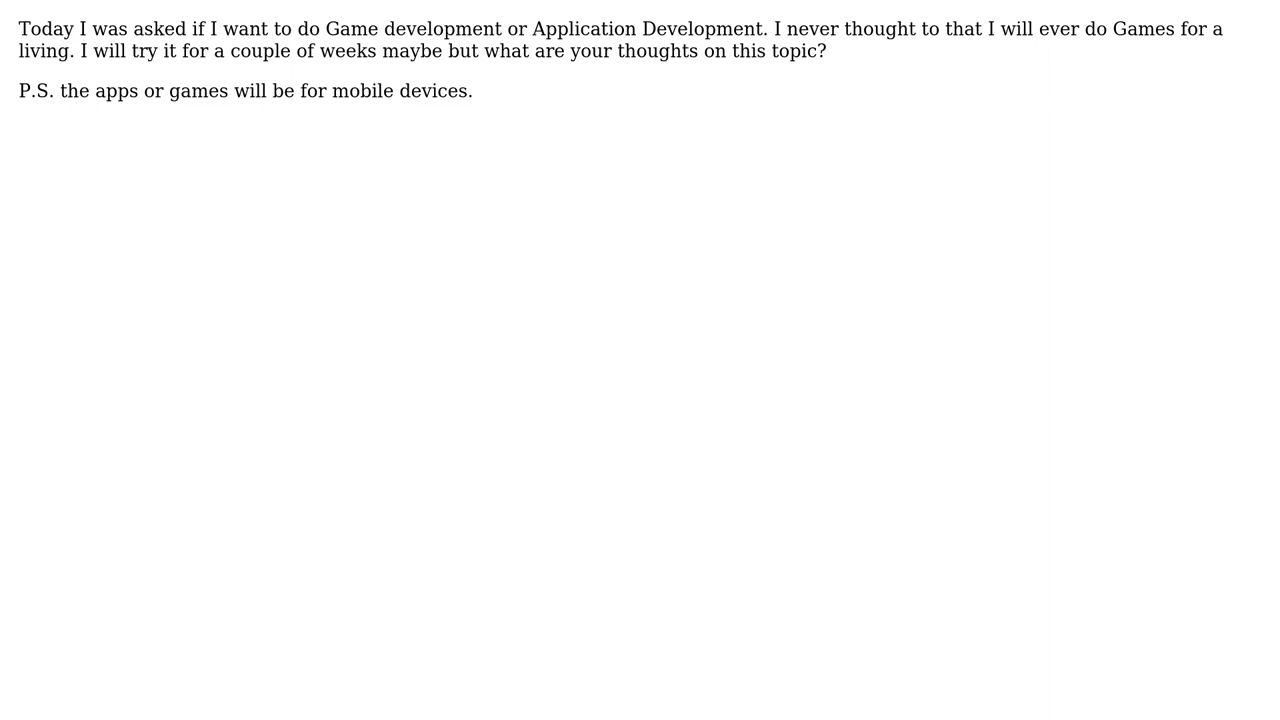 Today I was asked if I want to do Game development or Application Development. I never thought to that I will ever do Games for a
living. I will try it for a couple of weeks maybe but what are your thoughts on this topic?
P.S. the apps or games will be for mobile devices.